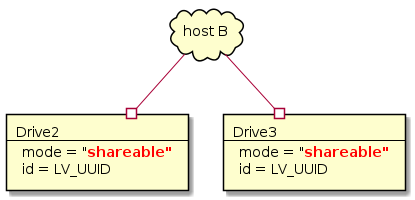 host B
Drive2
mode = "shareable"
id = LV_UUID
Drive3
mode = "shareable"
id = LV_UUID